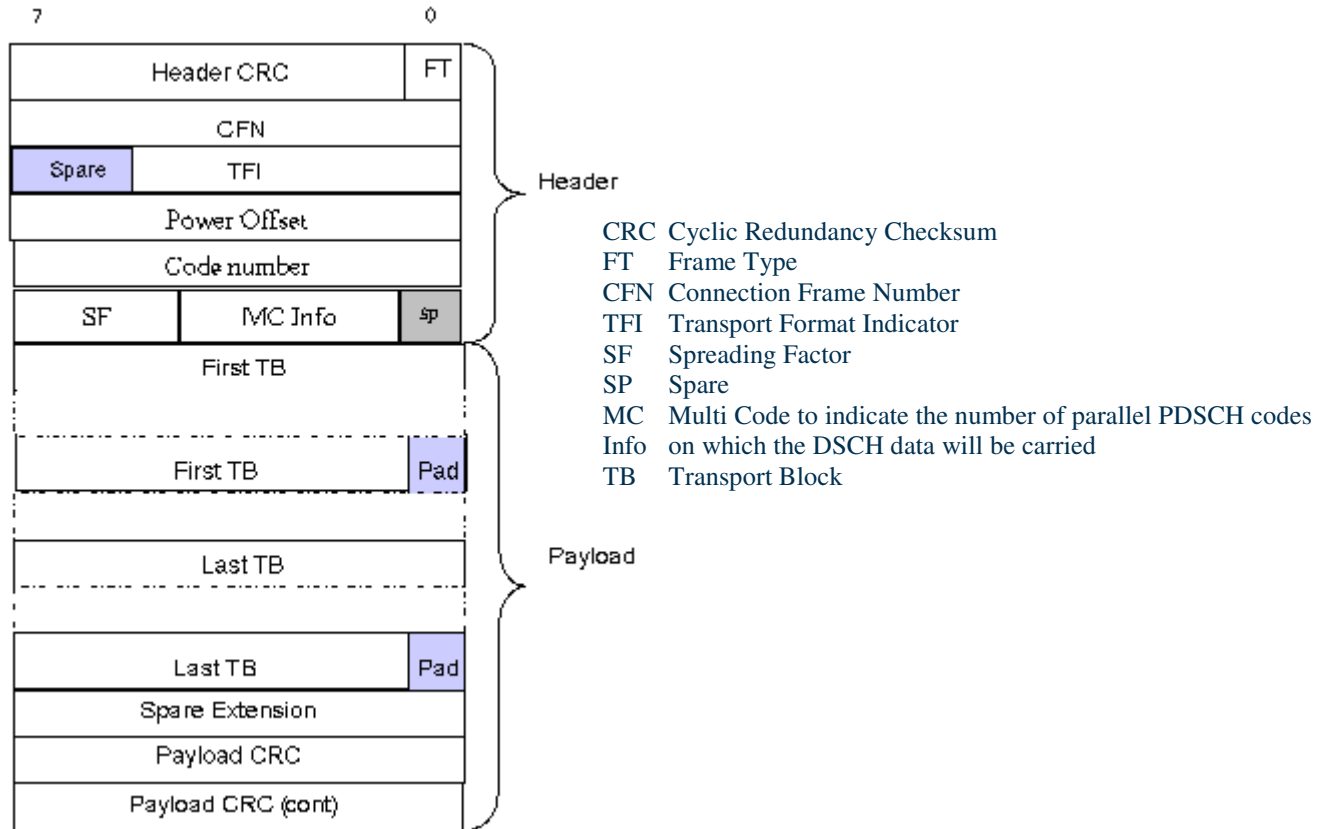 7 0
Header CRC FT
CFN
Spare TFI
Header
Power Offset
Code number
SF MC Info sp
CRC Cyclic Redundancy Checksum
FT Frame Type
CFN Connection Frame Number
TFI Transport Format Indicator
SF Spreading Factor
SP Spare
MC Multi Code to indicate the number of parallel PDSCH codes
Info on which the DSCH data will be carried
TB Transport Block
First TB
First TB Pad
Last TB
Payload
Last TB Pad
Spare Extension
Payload CRC
Payload CRC (cont)